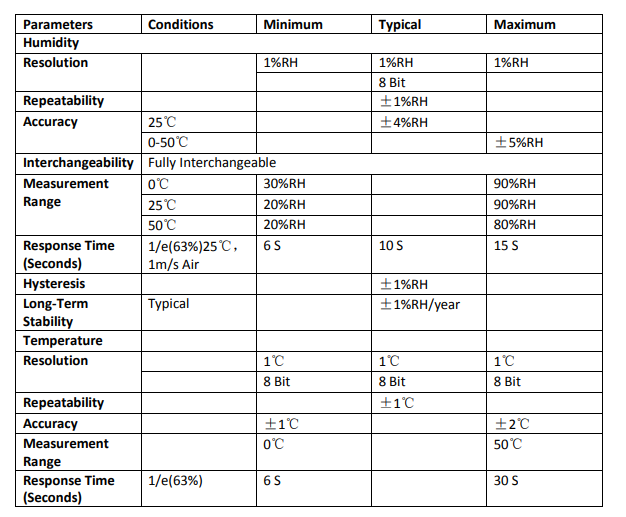 Parameters Conditions Minimum Typical Maximum
Humidity
Resolution 1%RH 1%RH 1%RH
8 Bit
Repeatability ±1%RH
Accuracy 25℃ ±4%RH
0-50℃ ±5%RH
Interchangeability Fully Interchangeable
Measurement 0℃ 30%RH 90%RH
Range 25℃ 20%RH 90%RH
50℃ 20%RH 80%RH
Response Time 1/e(63%)25℃, 6 S 10 S 15 S
(Seconds) 1m/s Air
Hysteresis ±1%RH
Long-Term Typical ±1%RH/year
Stability
Temperature
Resolution 1℃ 1℃ 1℃
8 Bit 8 Bit 8 Bit
Repeatability ±1℃
Accuracy ±1℃ ±2℃
Measurement 0℃ 50℃
Range
Response Time 1/e(63%) 6 S 30 S
(Seconds)